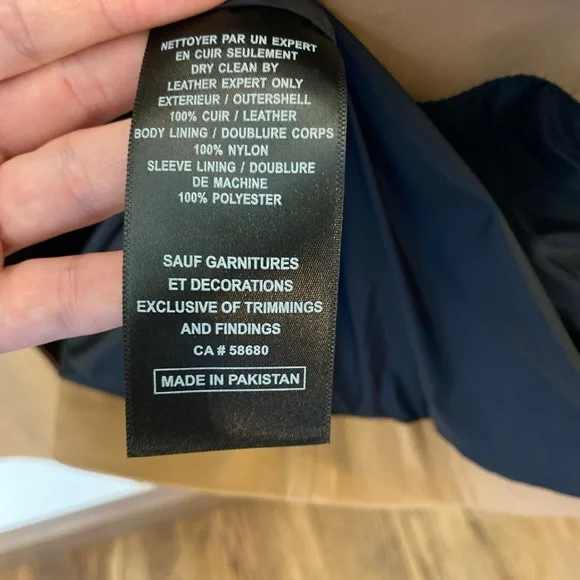 NETTOYER PAR UN EXPERT
EN CUIR SEULEMENT
DRY CLEAN BY
LEATHER EXPERT ONLY
EXTERIEUR / OUTERSHELL
100% CUIR / LEATHER
BODY LINING / DOUBLURE CORPS
100% NYLON
SLEEVE LINING / DOUBLURE
DE MACHINE
100% POLYESTER
SAUF GARNITURES
ET DECORATIONS
EXCLUSIVE OF TRIMMINGS
AND FINDINGS
CA # 58680
MADE IN PAKISTAN